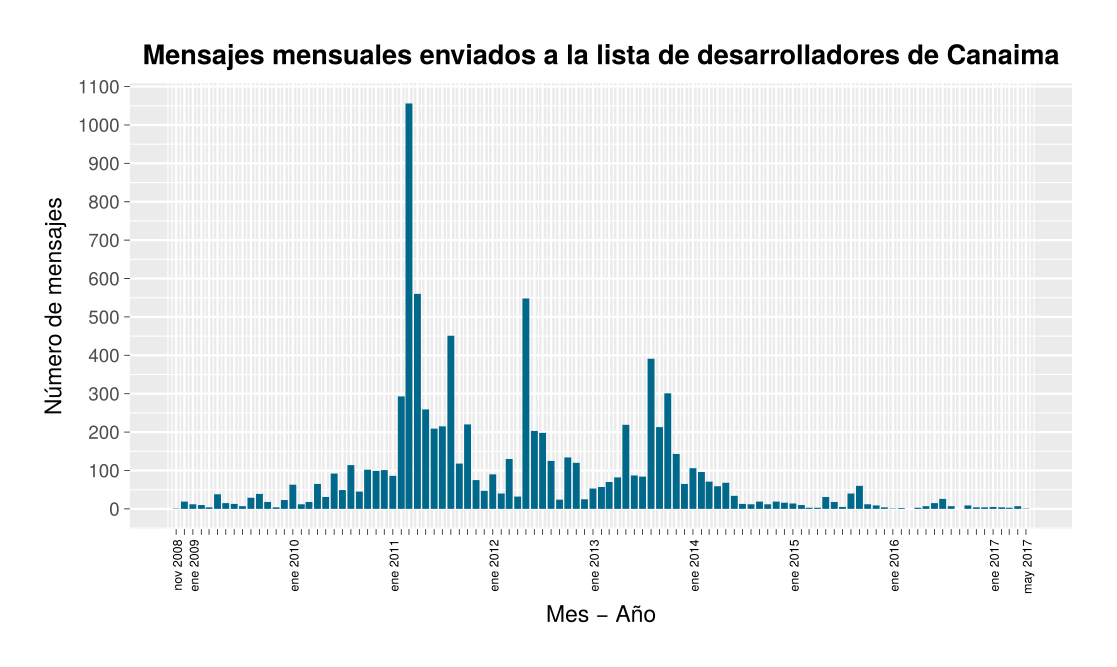 Mensajes mensuales enviados a la lista de desarrolladores de Canaima
1100
1000
900
800
700
600
500
400
300
200
100
0
Número de mensajes
nov 2008
ene 2009
ene 2010
ene 2011
ene 2012
ene 2013
ene 2014
ene 2015
ene 2016
ene 2017
may 2017
Mes − Año